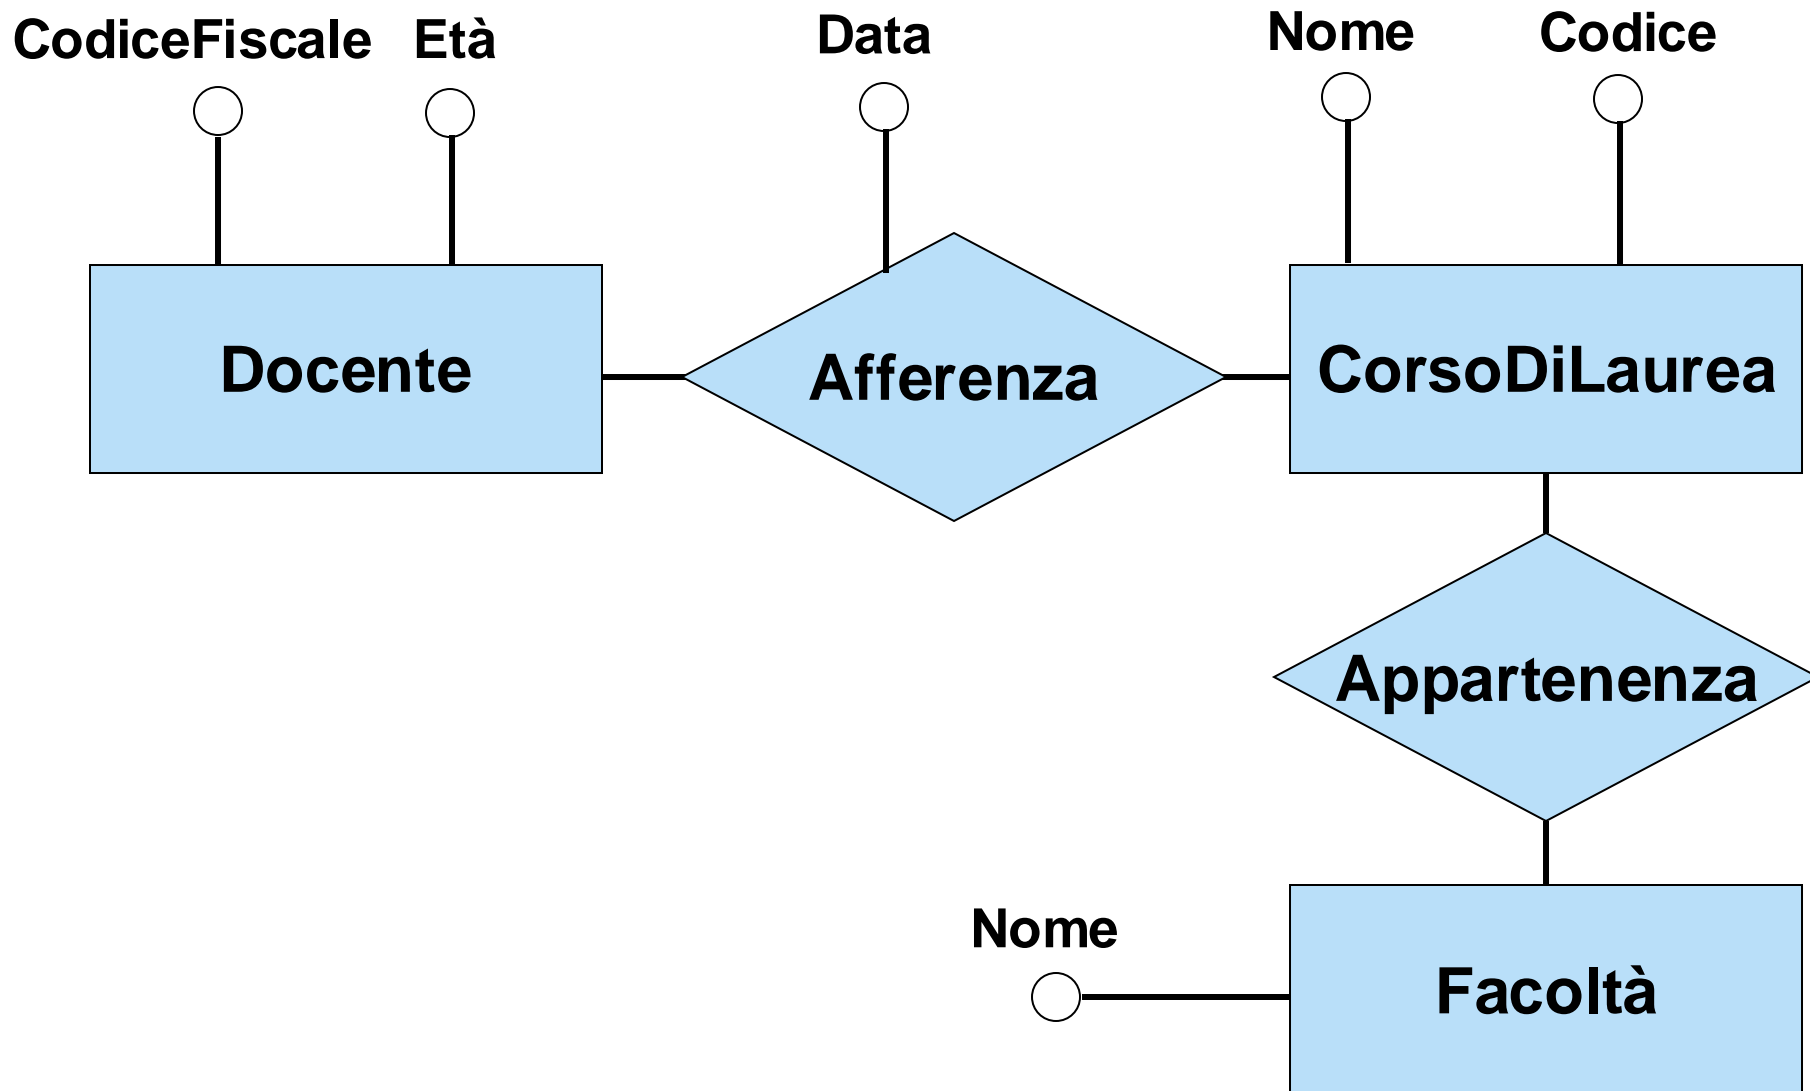 CodiceFiscale Età Data Nome Codice
Docente Afferenza CorsoDiLaurea
Appartenenza
Nome
Facoltà